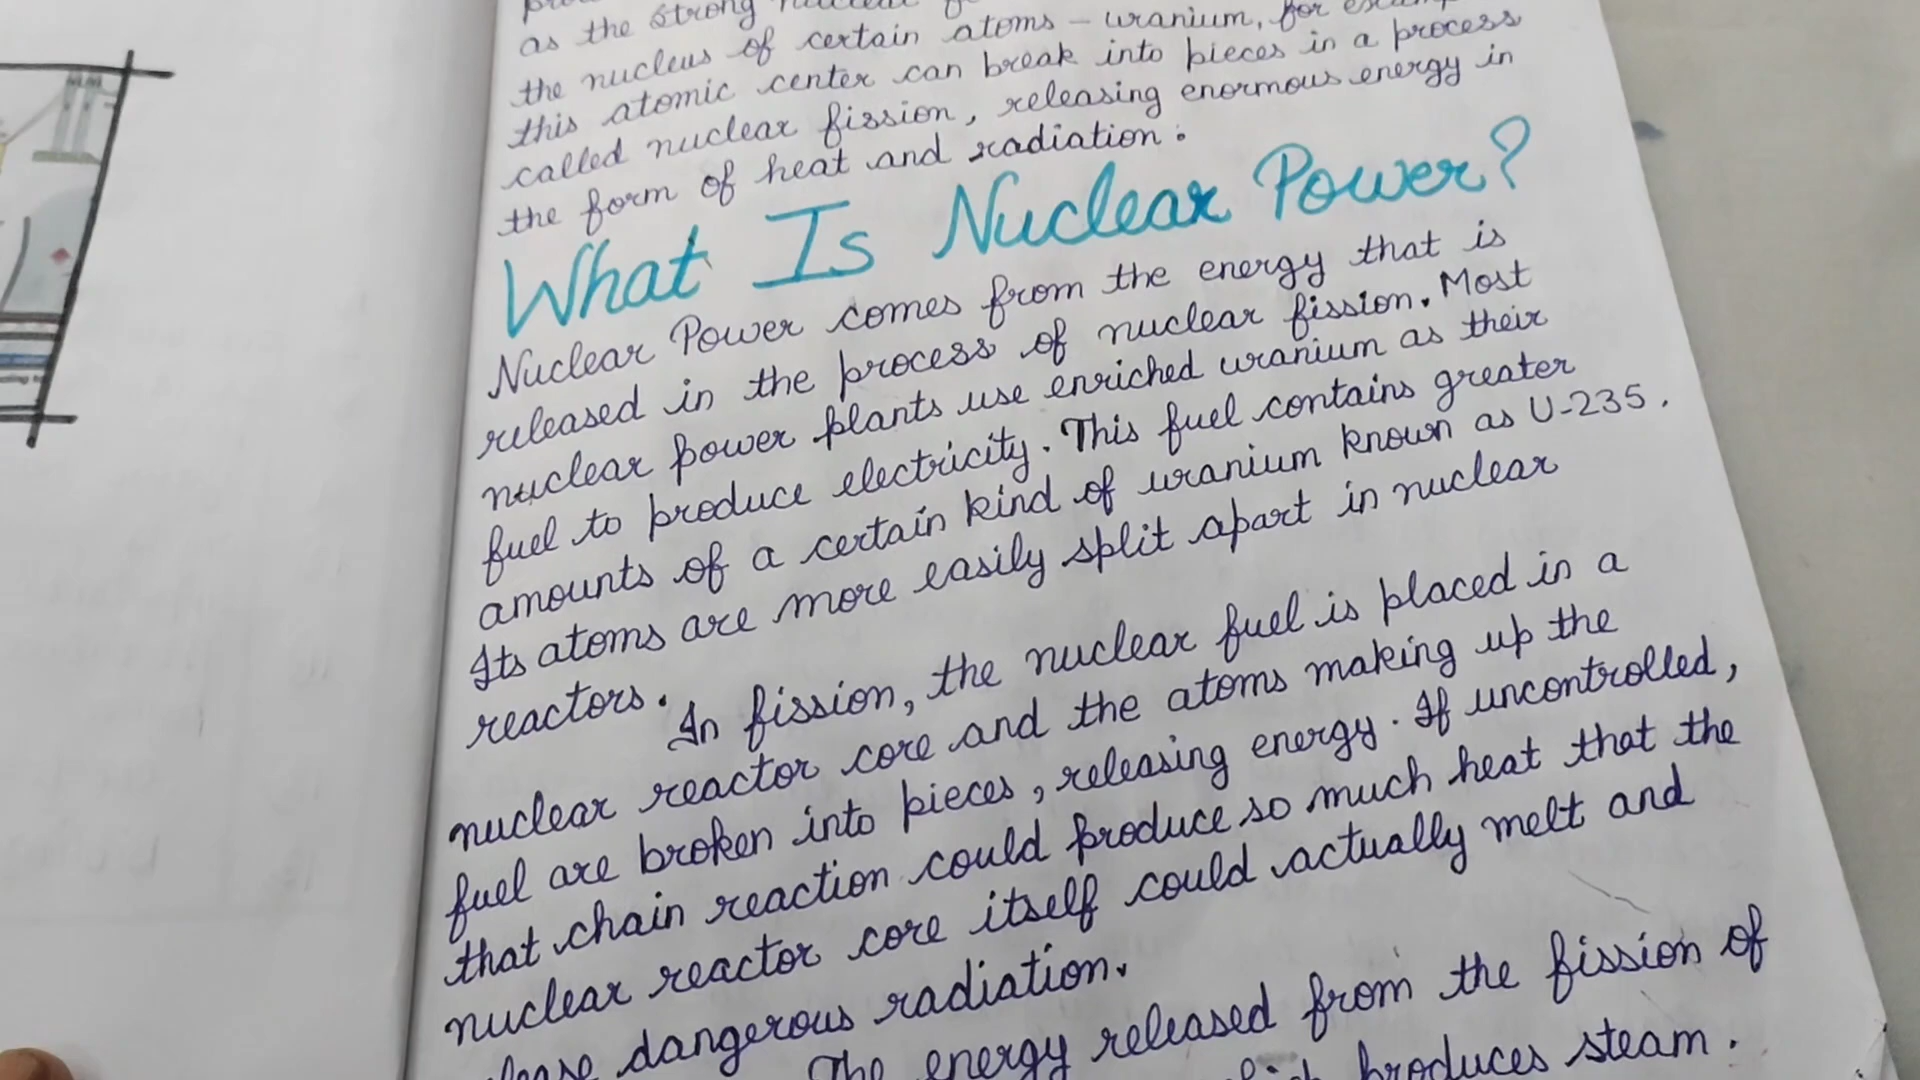 as the strong nuclear
the nucleus of certain atoms – uranium, for
this atomic center can break into pieces in a process
called nuclear fission, releasing enormous energy in
the form of heat and radiation.
What Is Nuclear Power?
Nuclear Power comes from the energy that is
released in the process of nuclear fission. Most
nuclear power plants use enriched uranium as their
fuel to produce electricity. This fuel contains greater
amounts of a certain kind of uranium known as U-235.
Its atoms are more easily split apart in nuclear
reactors.
In fission, the nuclear fuel is placed in a
nuclear reactor core and the atoms making up the
fuel are broken into pieces, releasing energy. If uncontrolled,
that chain reaction could produce so much heat that the
nuclear reactor core itself could actually melt and
dangerous radiation.
The energy released from the fission of
produces steam.